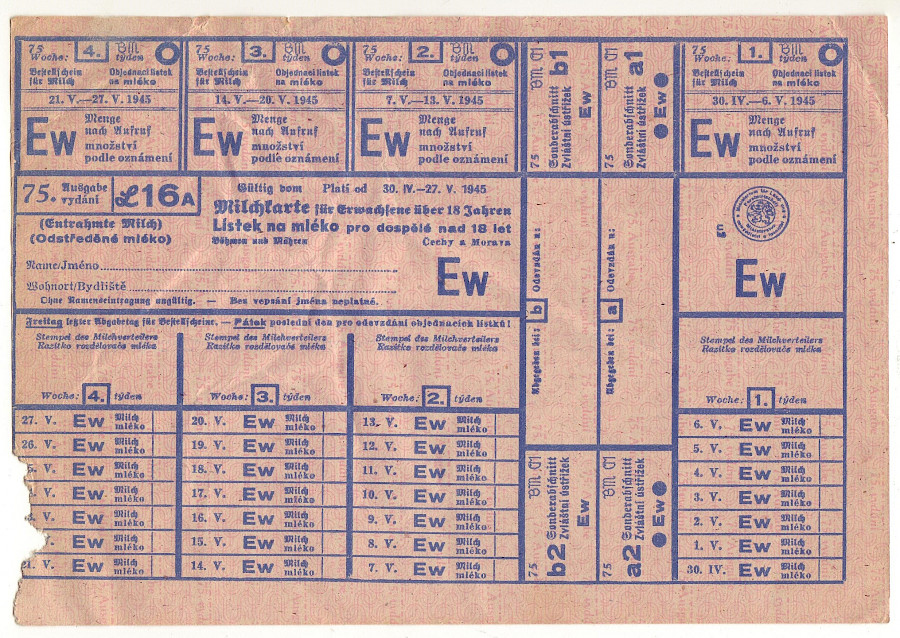 75 Woche: 4. BM týden O
Bestellschein für Milch Objednací lístek na mléko
21. V.—27. V. 1945
Ew Menge nach Aufruf
množství podle oznámení
75 Woche: 3. BM týden O
Bestellschein für Milch Objednací lístek na mléko
14. V.—20. V. 1945
Ew Menge nach Aufruf
množství podle oznámení
75 Woche: 2. BM týden O
Bestellschein für Milch Objednací lístek na mléko
7. V.—13. V. 1945
Ew Menge nach Aufruf
množství podle oznámení
75 BM EI
Sonderabschnitt b1
Zvláštní ústřižek Ew
75 BM EI
Sonderabschnitt a1
Zvláštní ústřižek Ew
75 Woche: 1. BM týden O
Bestellschein für Milch Objednací lístek na mléko
30. IV.—6. V. 1945
Ew Menge nach Aufruf
množství podle oznámení
75. Ausgabe vydání L16A
(Entrahmte Milch)
(Odstředěné mléko)
Gültig vom Platí od 30. IV.—27. V. 1945
Milchkarte für Erwachsene über 18 Jahren
Lístek na mléko pro dospělé nad 18 let
Böhmen und Mähren Čechy a Morava
Name/Jméno
Wohnort/Bydliště
Ew
Ohne Nameneintragung ungültig. — Bez vepsání jména neplatné.
Freitag letzter Abgabetag für Bestellscheine. — Pátek poslední den pro odevzdání objednacích lístků!
Abgegeben bei: b Odevzdán u:
Abgegeben bei: a Odevzdán u:
Ew
Stempel des Milchverteilers
Razítko rozdělovače mléka
Woche: 4. týden
27. V. Ew Milch mléko
26. V. Ew Milch mléko
5. V. Ew Milch mléko
V. Ew Milch mléko
V. Ew Milch mléko
V. Ew Milch mléko
21. V. Ew Milch mléko
Stempel des Milchverteilers
Razítko rozdělovače mléka
Woche: 3. týden
20. V. Ew Milch mléko
19. V. Ew Milch mléko
18. V. Ew Milch mléko
17. V. Ew Milch mléko
16. V. Ew Milch mléko
15. V. Ew Milch mléko
14. V. Ew Milch mléko
Stempel des Milchverteilers
Razítko rozdělovače mléka
Woche: 2. týden
13. V. Ew Milch mléko
12. V. Ew Milch mléko
11. V. Ew Milch mléko
10. V. Ew Milch mléko
9. V. Ew Milch mléko
8. V. Ew Milch mléko
7. V. Ew Milch mléko
75 BM EI
b2 Sonderabschnitt
Zvláštní ústřižek
Ew
75 BM EI
a2 Sonderabschnitt
Zvláštní ústřižek
Ew
Stempel des Milchverteilers
Razítko rozdělovače mléka
Woche: 1. týden
6. V. Ew Milch mléko
5. V. Ew Milch mléko
4. V. Ew Milch mléko
3. V. Ew Milch mléko
2. V. Ew Milch mléko
1. V. Ew Milch mléko
30. IV. Ew Milch mléko